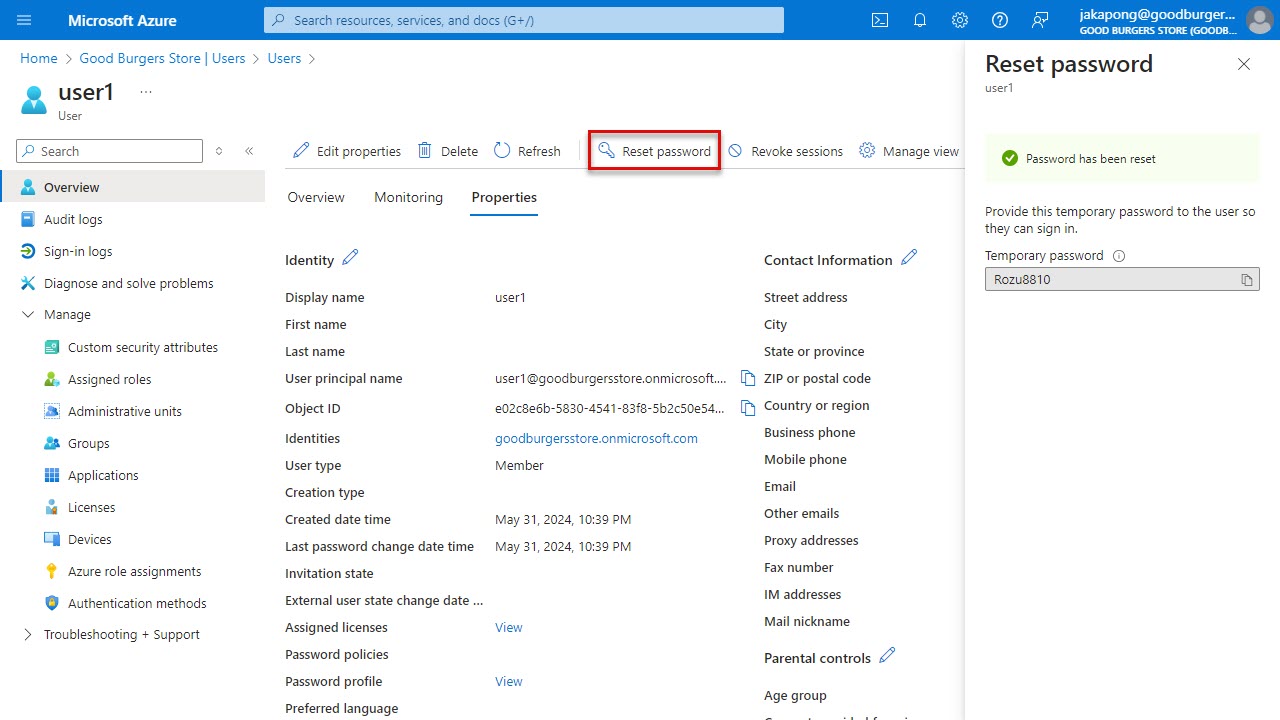 Microsoft Azure
Search resources, services, and docs (G+/)
jakapong@goodburger...
GOOD BURGERS STORE (GOODB...
Home > Good Burgers Store | Users > Users >
user1 ...
User
Search
Overview
Audit logs
Sign-in logs
Diagnose and solve problems
Manage
Custom security attributes
Assigned roles
Administrative units
Groups
Applications
Licenses
Devices
Azure role assignments
Authentication methods
Troubleshooting + Support
Edit properties Delete Refresh Reset password Revoke sessions Manage view
Overview Monitoring Properties
Identity
Display name user1
First name
Last name
User principal name user1@goodburgersstore.onmicrosoft....
Object ID e02c8e6b-5830-4541-83f8-5b2c50e54...
Identities goodburgersstore.onmicrosoft.com
User type Member
Creation type
Created date time May 31, 2024, 10:39 PM
Last password change date time May 31, 2024, 10:39 PM
Invitation state
External user state change date ...
Assigned licenses View
Password policies
Password profile View
Preferred language
Contact Information
Street address
City
State or province
ZIP or postal code
Country or region
Business phone
Mobile phone
Email
Other emails
Proxy addresses
Fax number
IM addresses
Mail nickname
Parental controls
Age group
Reset password
user1
Password has been reset
Provide this temporary password to the user so
they can sign in.
Temporary password
Rozu8810